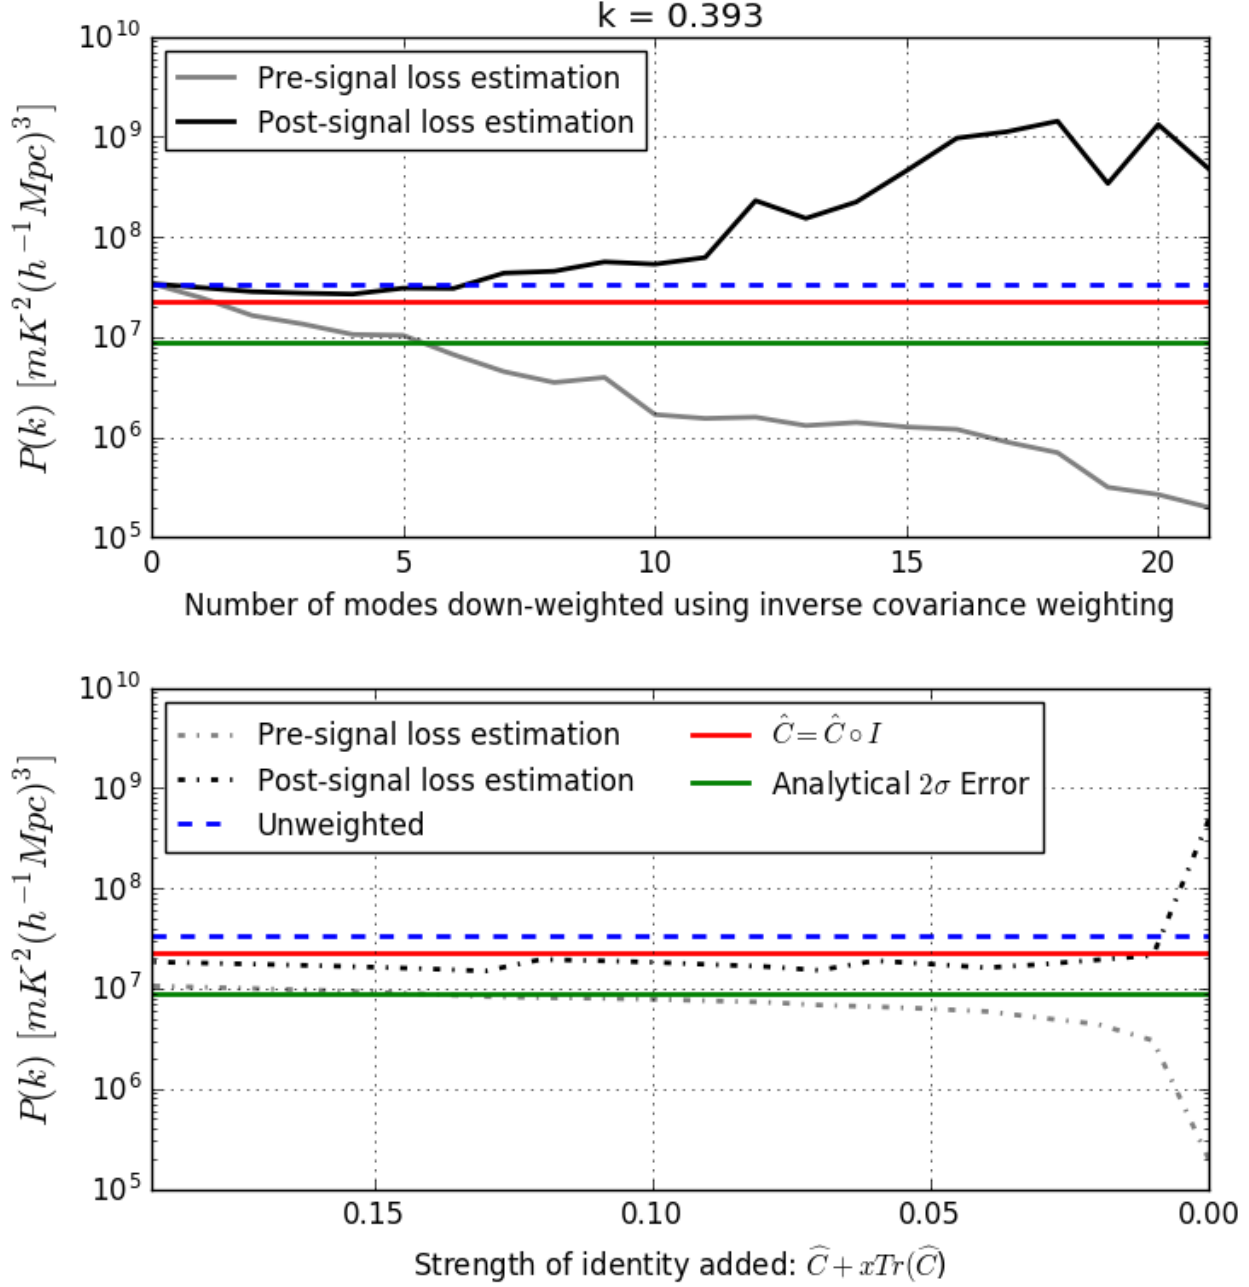 k = 0.393
10^10
10^9
10^8
10^7
10^6
10^5
P(k) [mK^2(h^-1 Mpc)^3]
Pre-signal loss estimation
Post-signal loss estimation
0 5 10 15 20
Number of modes down-weighted using inverse covariance weighting
10^10
10^9
10^8
10^7
10^6
10^5
P(k) [mK^2(h^-1 Mpc)^3]
Pre-signal loss estimation
Post-signal loss estimation
Unweighted
Ĉ = Ĉ ∘ I
Analytical 2σ Error
0.15 0.10 0.05 0.00
Strength of identity added: Ĉ + xTr(Ĉ)